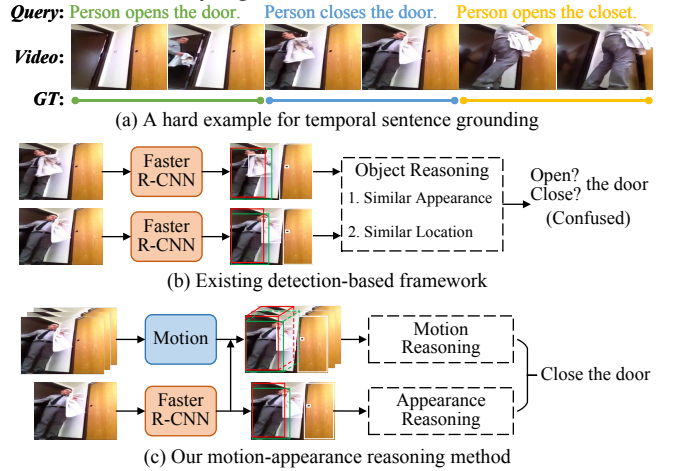 Query: Person opens the door. Person closes the door. Person opens the closet.
Video:
GT:
(a) A hard example for temporal sentence grounding
Faster R-CNN
Object Reasoning
1. Similar Appearance
2. Similar Location
Faster R-CNN
Open?
Close? the door
(Confused)
(b) Existing detection-based framework
Motion
Motion Reasoning
Faster R-CNN
Appearance Reasoning
Close the door
(c) Our motion-appearance reasoning method